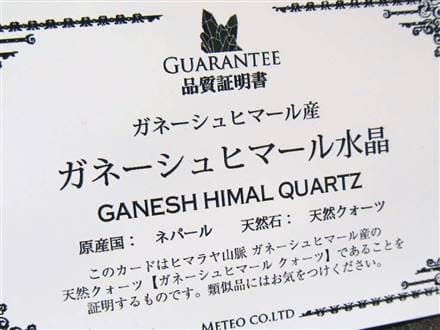 GUARANTEE
品質証明書
ガネーシュヒマール産
ガネーシュヒマール水晶
GANESH HIMAL QUARTZ
原産国： ネパール 天然石： 天然クォーツ
このカードはヒマラヤ山脈 ガネーシュヒマール産の
天然クォーツ【ガネーシュヒマール クォーツ】であることを
証明するものです。類似品にはお気をつけください。
METEO CO.LTD